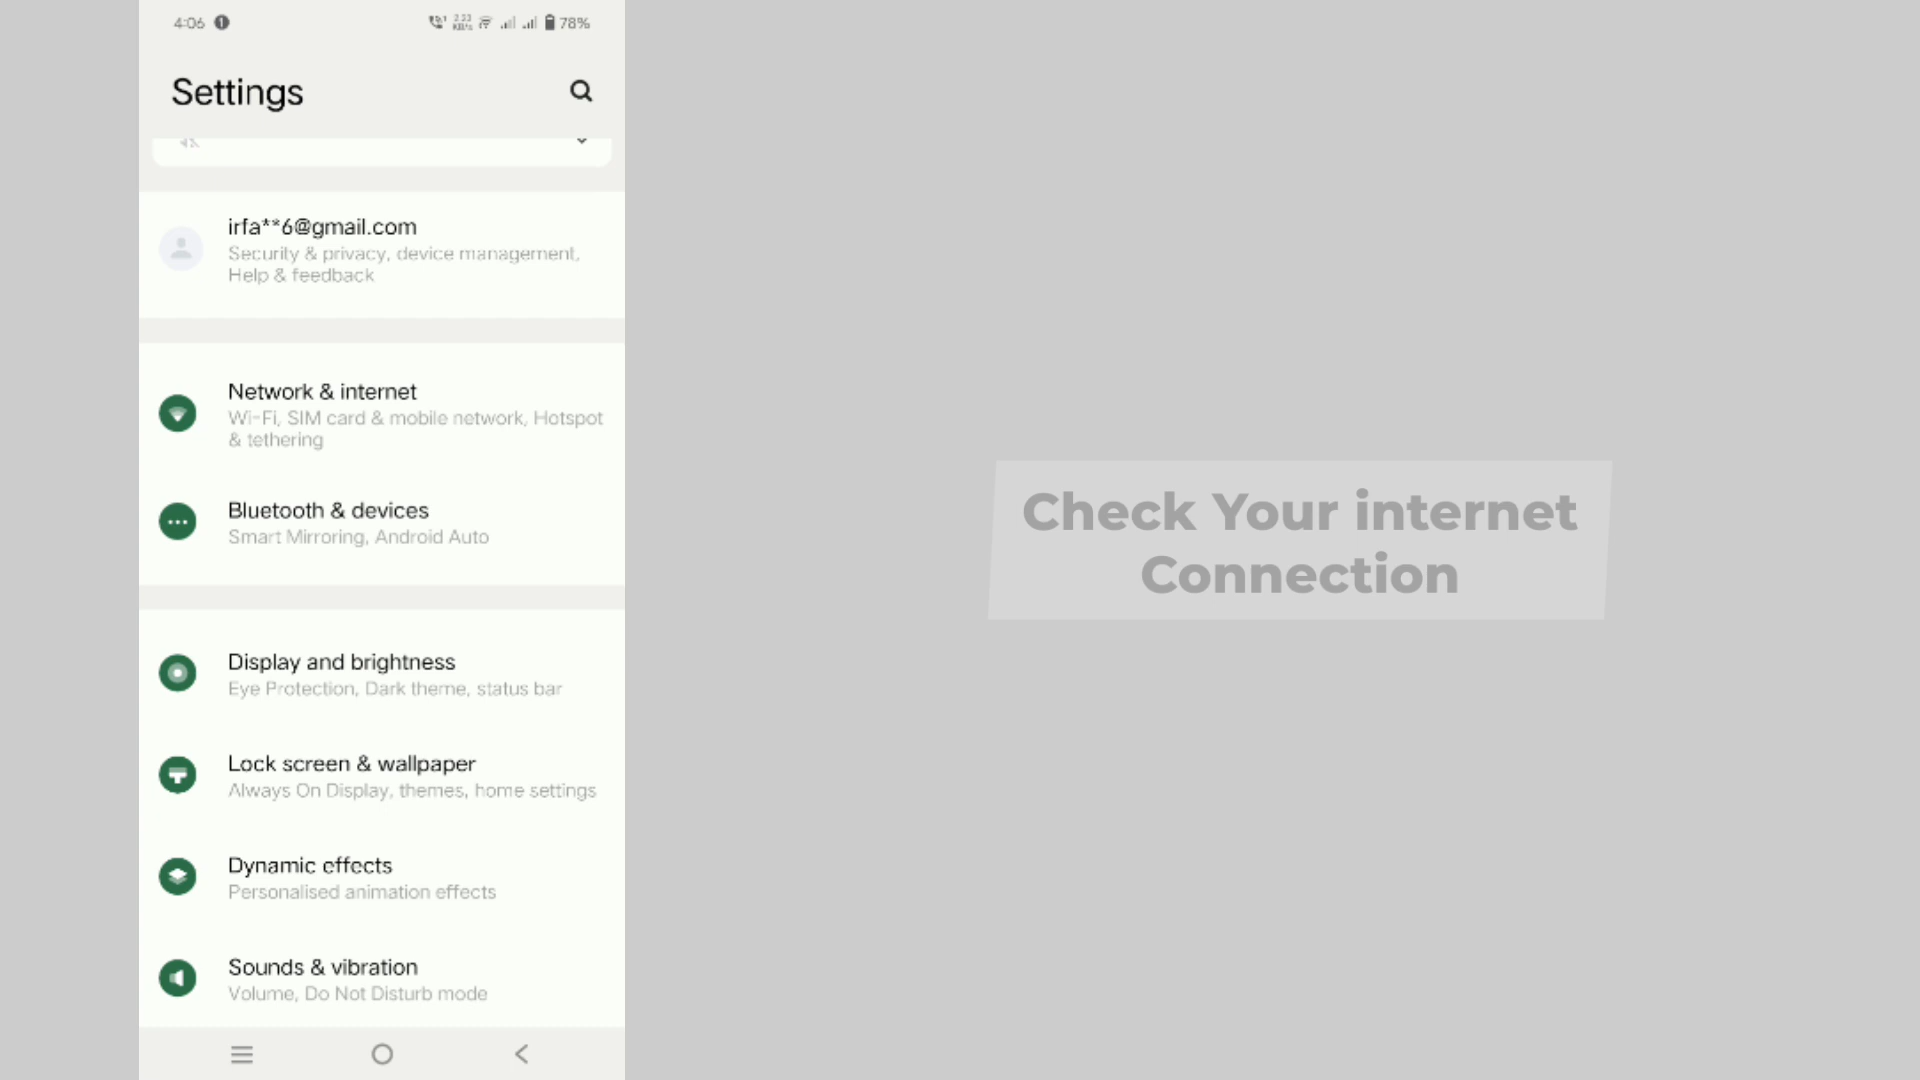 4:06 1
78%
Settings
irfa**6@gmail.com
Security & privacy, device management,
Help & feedback
Network & internet
Wi-Fi, SIM card & mobile network, Hotspot
& tethering
Bluetooth & devices
Smart Mirroring, Android Auto
Display and brightness
Eye Protection, Dark theme, status bar
Lock screen & wallpaper
Always On Display, themes, home settings
Dynamic effects
Personalised animation effects
Sounds & vibration
Volume, Do Not Disturb mode
Check Your internet
Connection